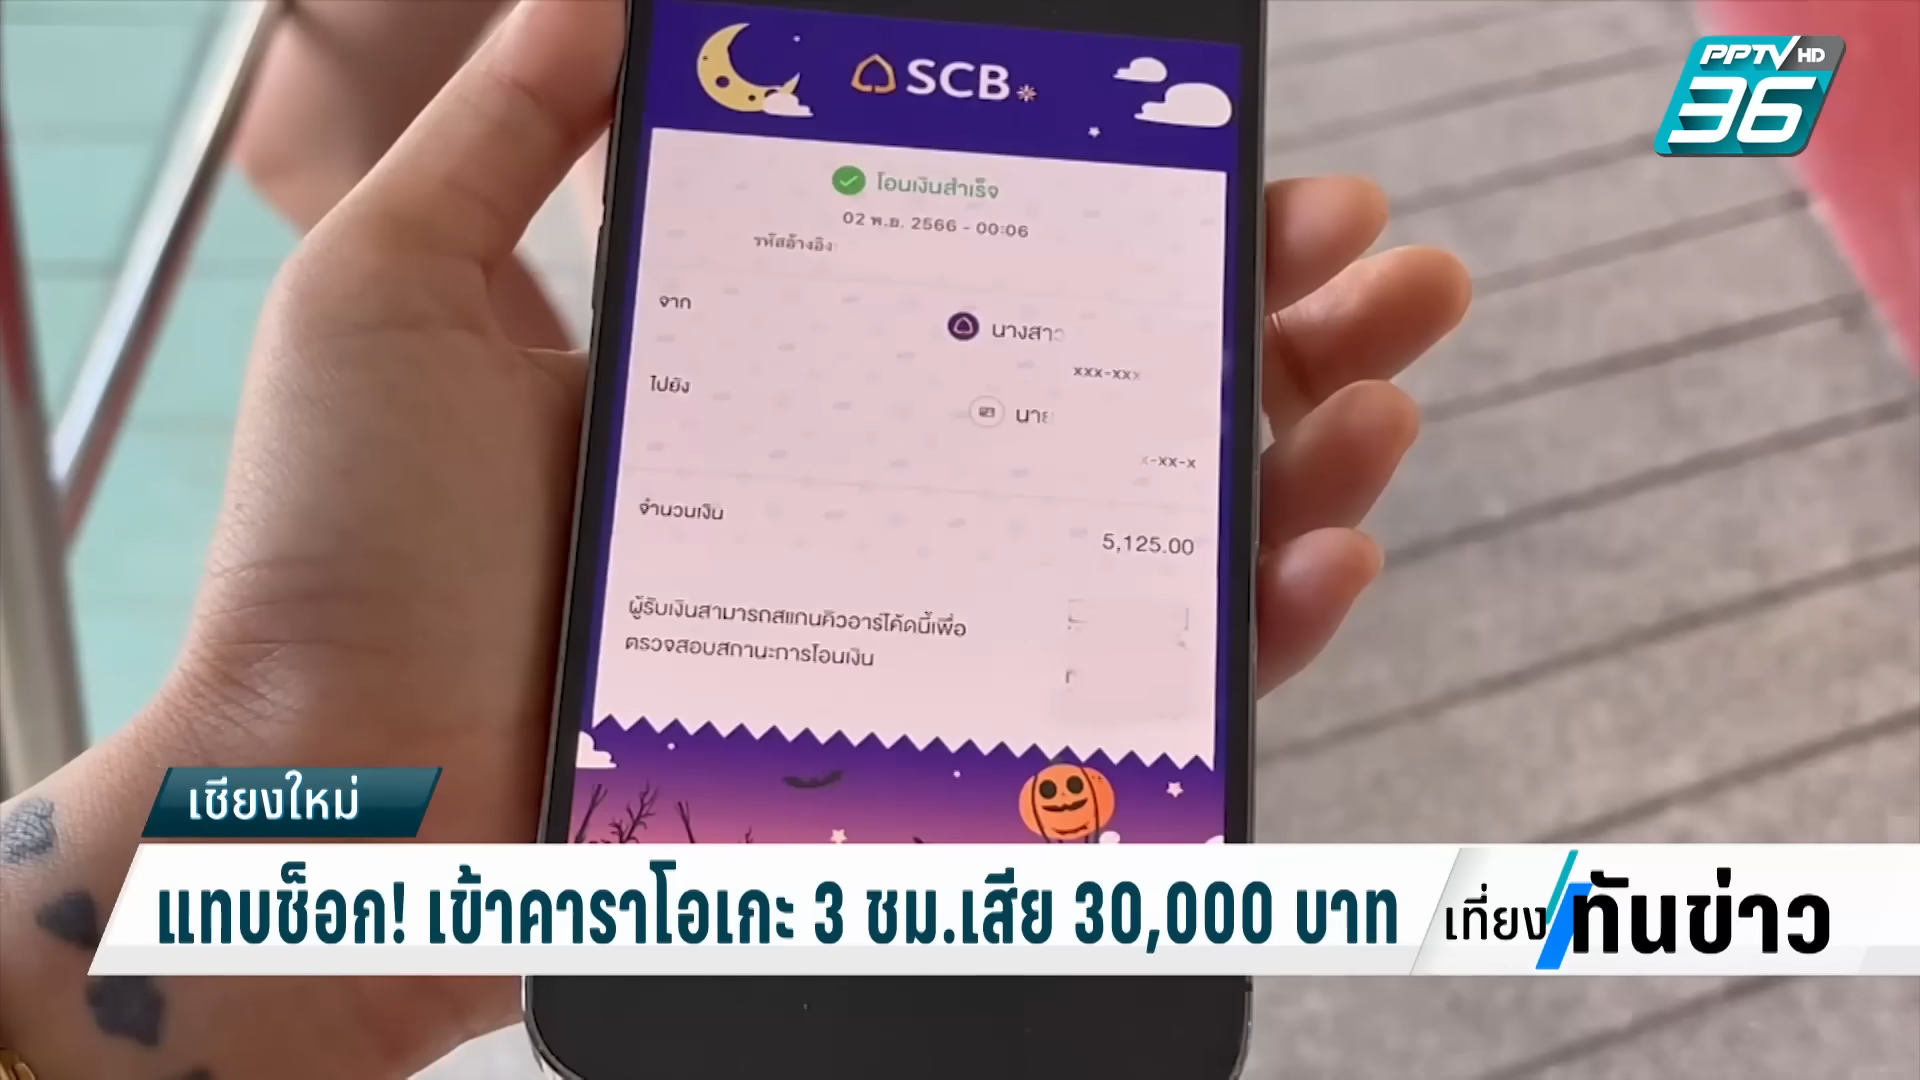 PPTV HD
36
SCB
โอนเงินสำเร็จ
02 พ.ย. 2566 - 00:06
รหัสอ้างอิง
จาก
นางสาว
xxx-xxx
ไปยัง
นาย
x-xx-x
จำนวนเงิน
5,125.00
ผู้รับเงินสามารถสแกนคิวอาร์โค้ดนี้เพื่อ
ตรวจสอบสถานะการโอนเงิน
เชียงใหม่
แทบช็อก! เข้าคาราโอเกะ 3 ชม.เสีย 30,000 บาท
เที่ยงทันข่าว